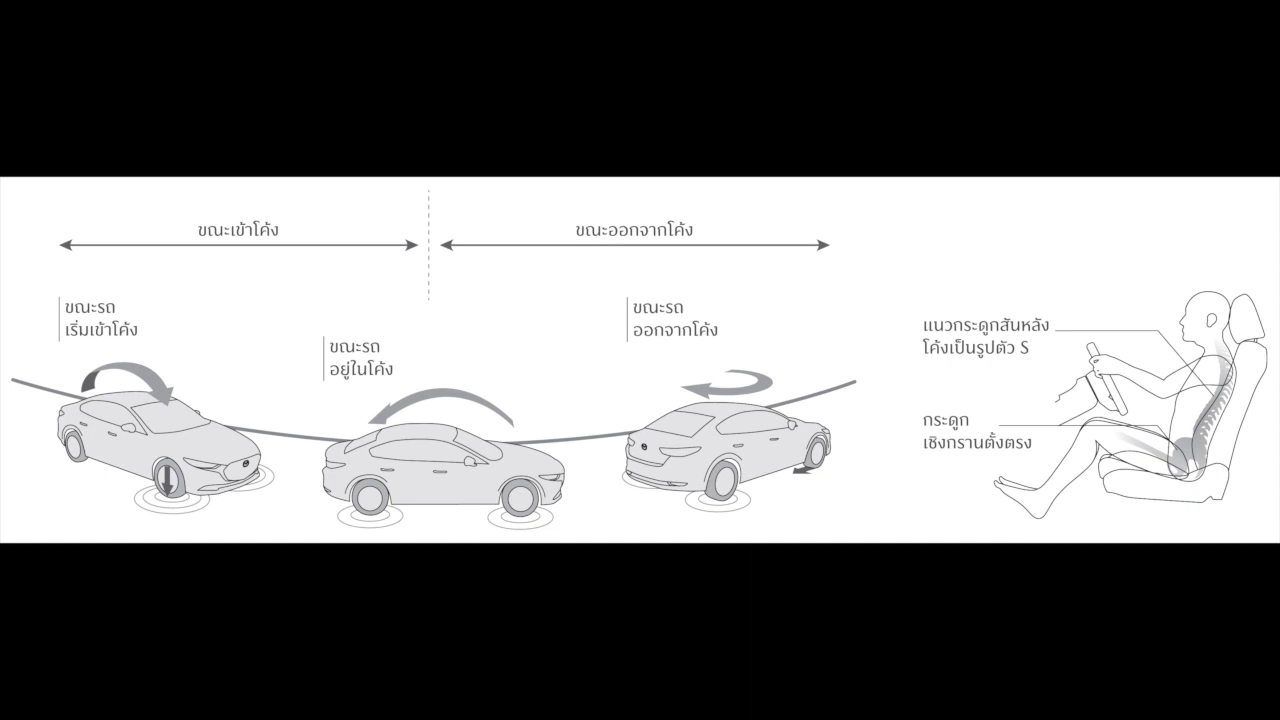 ขณะเข้าโค้ง
ขณะออกจากโค้ง
ขณะรถ
เริ่มเข้าโค้ง
ขณะรถ
อยู่ในโค้ง
ขณะรถ
ออกจากโค้ง
แนวกระดูกสันหลัง
โค้งเป็นรูปตัว S
กระดูก
เชิงกรานตั้งตรง